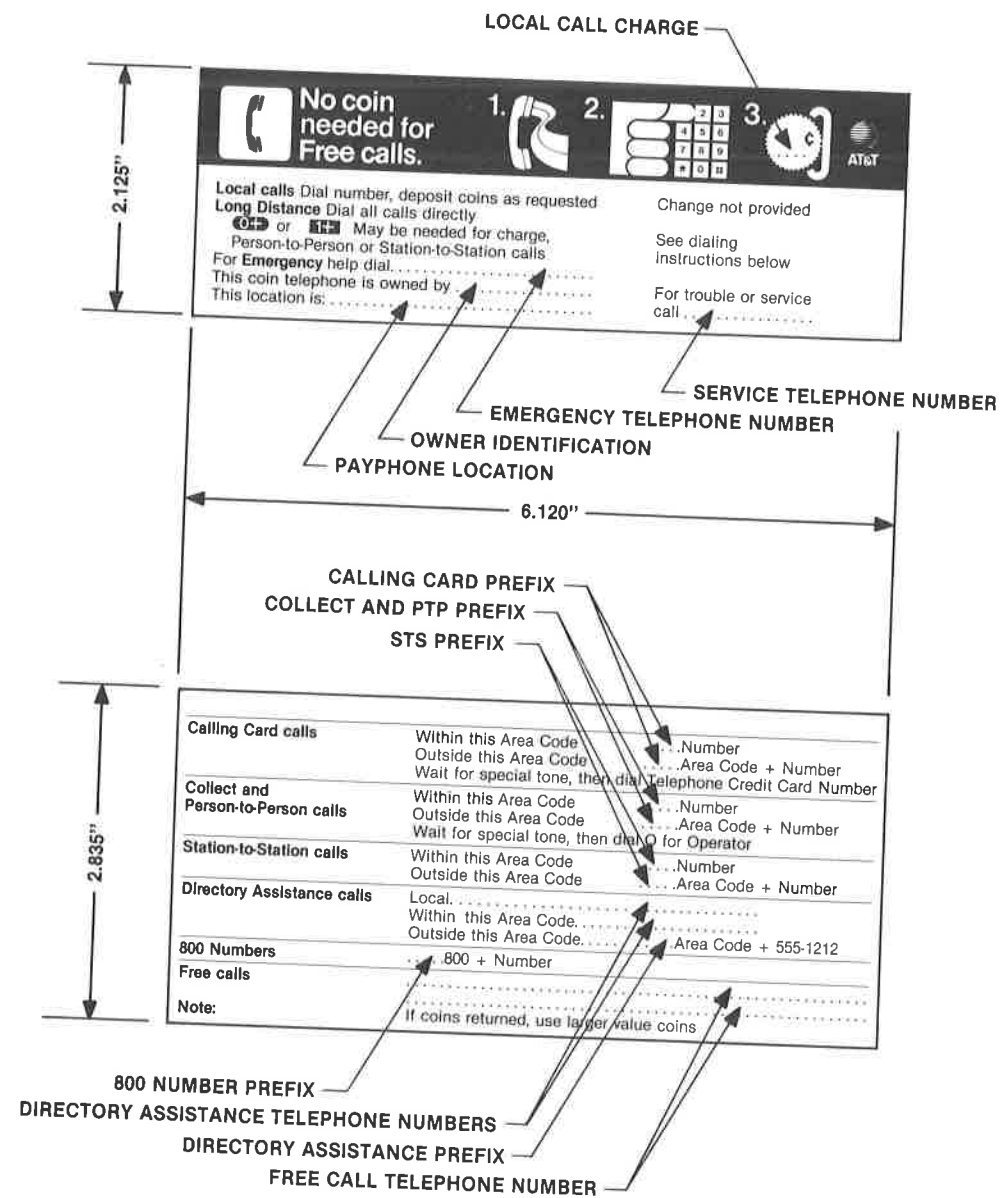 LOCAL CALL CHARGE
No coin
needed for
Free calls.
1. 2. 3.
2 3
4 5 6
7 8 9
* 0 #
¢
AT&T
2.125"
Local calls Dial number, deposit coins as requested
Long Distance Dial all calls directly
0+ or 1+ May be needed for charge,
Person-to-Person or Station-to-Station calls
For Emergency help dial
This coin telephone is owned by
This location is:
Change not provided
See dialing
instructions below
For trouble or service
call
SERVICE TELEPHONE NUMBER
EMERGENCY TELEPHONE NUMBER
OWNER IDENTIFICATION
PAYPHONE LOCATION
6.120"
CALLING CARD PREFIX
COLLECT AND PTP PREFIX
STS PREFIX
2.835"
Calling Card calls Within this Area Code ....Number
Outside this Area Code .....Area Code + Number
Wait for special tone, then dial Telephone Credit Card Number
Collect and Within this Area Code ....Number
Person-to-Person calls Outside this Area Code .....Area Code + Number
Wait for special tone, then dial O for Operator
Station-to-Station calls Within this Area Code ....Number
Outside this Area Code .....Area Code + Number
Directory Assistance calls Local
Within this Area Code
Outside this Area Code Area Code + 555-1212
800 Numbers .....800 + Number
Free calls
Note: If coins returned, use larger value coins
800 NUMBER PREFIX
DIRECTORY ASSISTANCE TELEPHONE NUMBERS
DIRECTORY ASSISTANCE PREFIX
FREE CALL TELEPHONE NUMBER